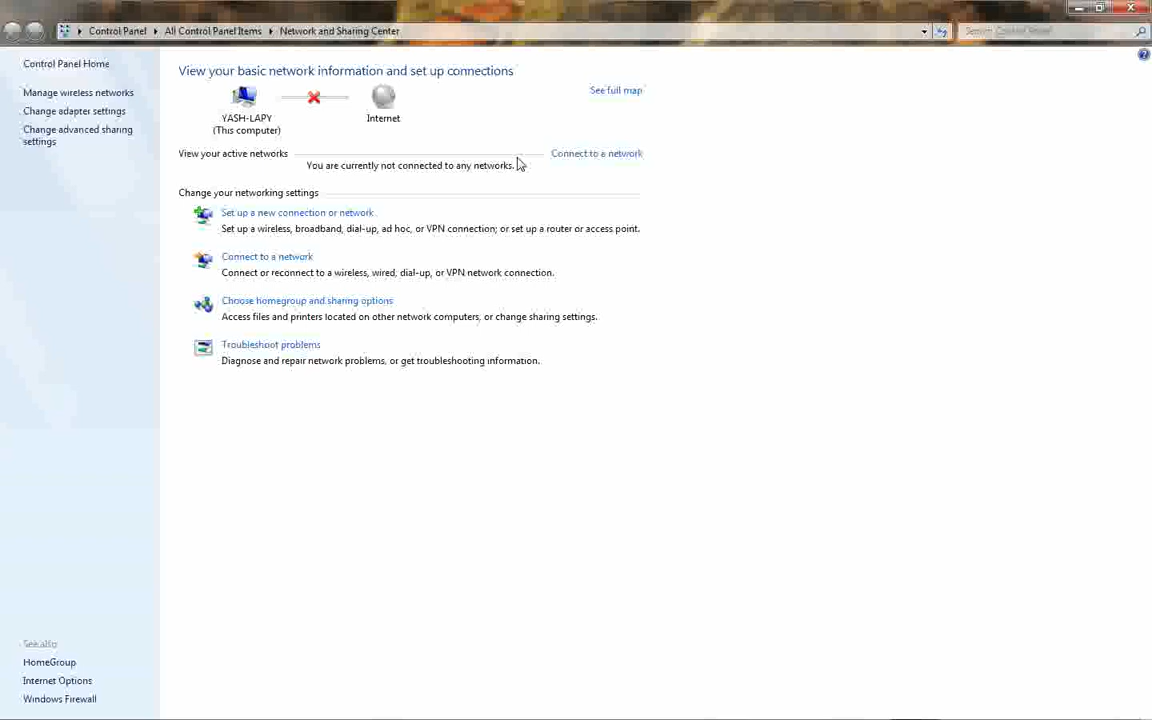 Control Panel
All Control Panel Items
Network and Sharing Center
Control Panel Home
Manage wireless networks
Change adapter settings
Change advanced sharing
settings
View your basic network information and set up connections
See full map
YASH-LAPY
(This computer)
Internet
View your active networks
Connect to a network
You are currently not connected to any networks.
Change your networking settings
Set up a new connection or network
Set up a wireless, broadband, dial-up, ad hoc, or VPN connection; or set up a router or access point.
Connect to a network
Connect or reconnect to a wireless, wired, dial-up, or VPN network connection.
Choose homegroup and sharing options
Access files and printers located on other network computers, or change sharing settings.
Troubleshoot problems
Diagnose and repair network problems, or get troubleshooting information.
See also
HomeGroup
Internet Options
Windows Firewall